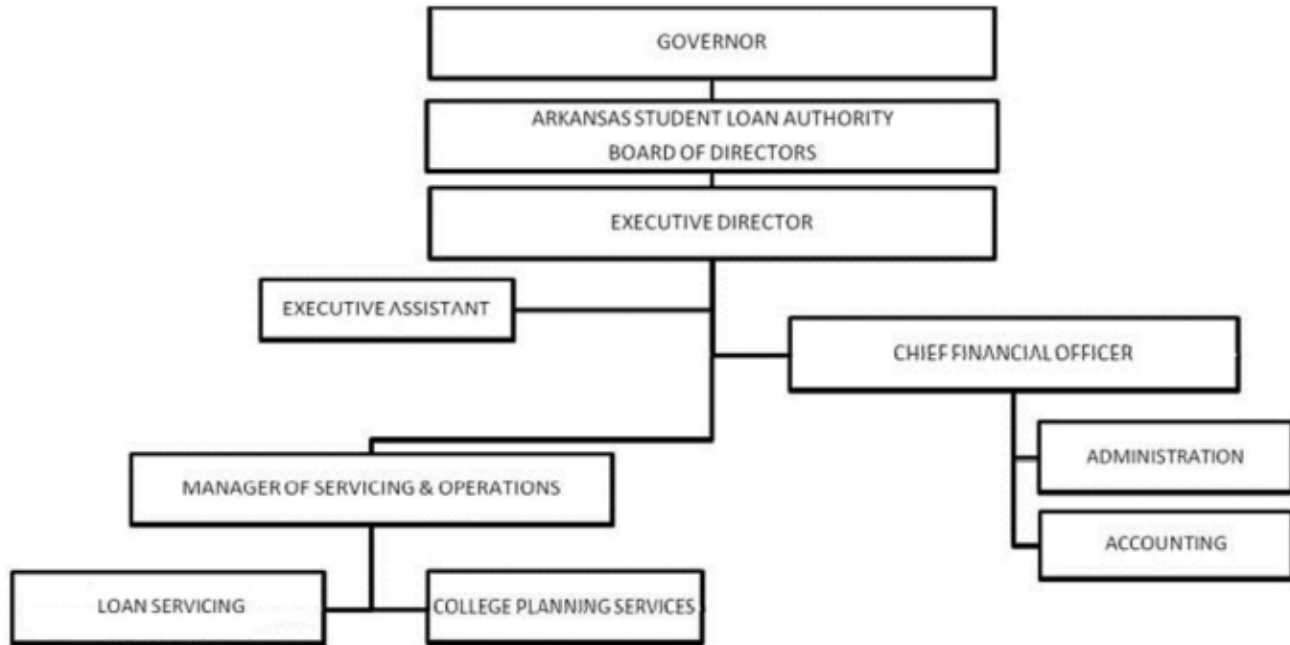 GOVERNOR
ARKANSAS STUDENT LOAN AUTHORITY
BOARD OF DIRECTORS
EXECUTIVE DIRECTOR
EXECUTIVE ASSISTANT
CHIEF FINANCIAL OFFICER
ADMINISTRATION
MANAGER OF SERVICING & OPERATIONS
ACCOUNTING
LOAN SERVICING
COLLEGE PLANNING SERVICES